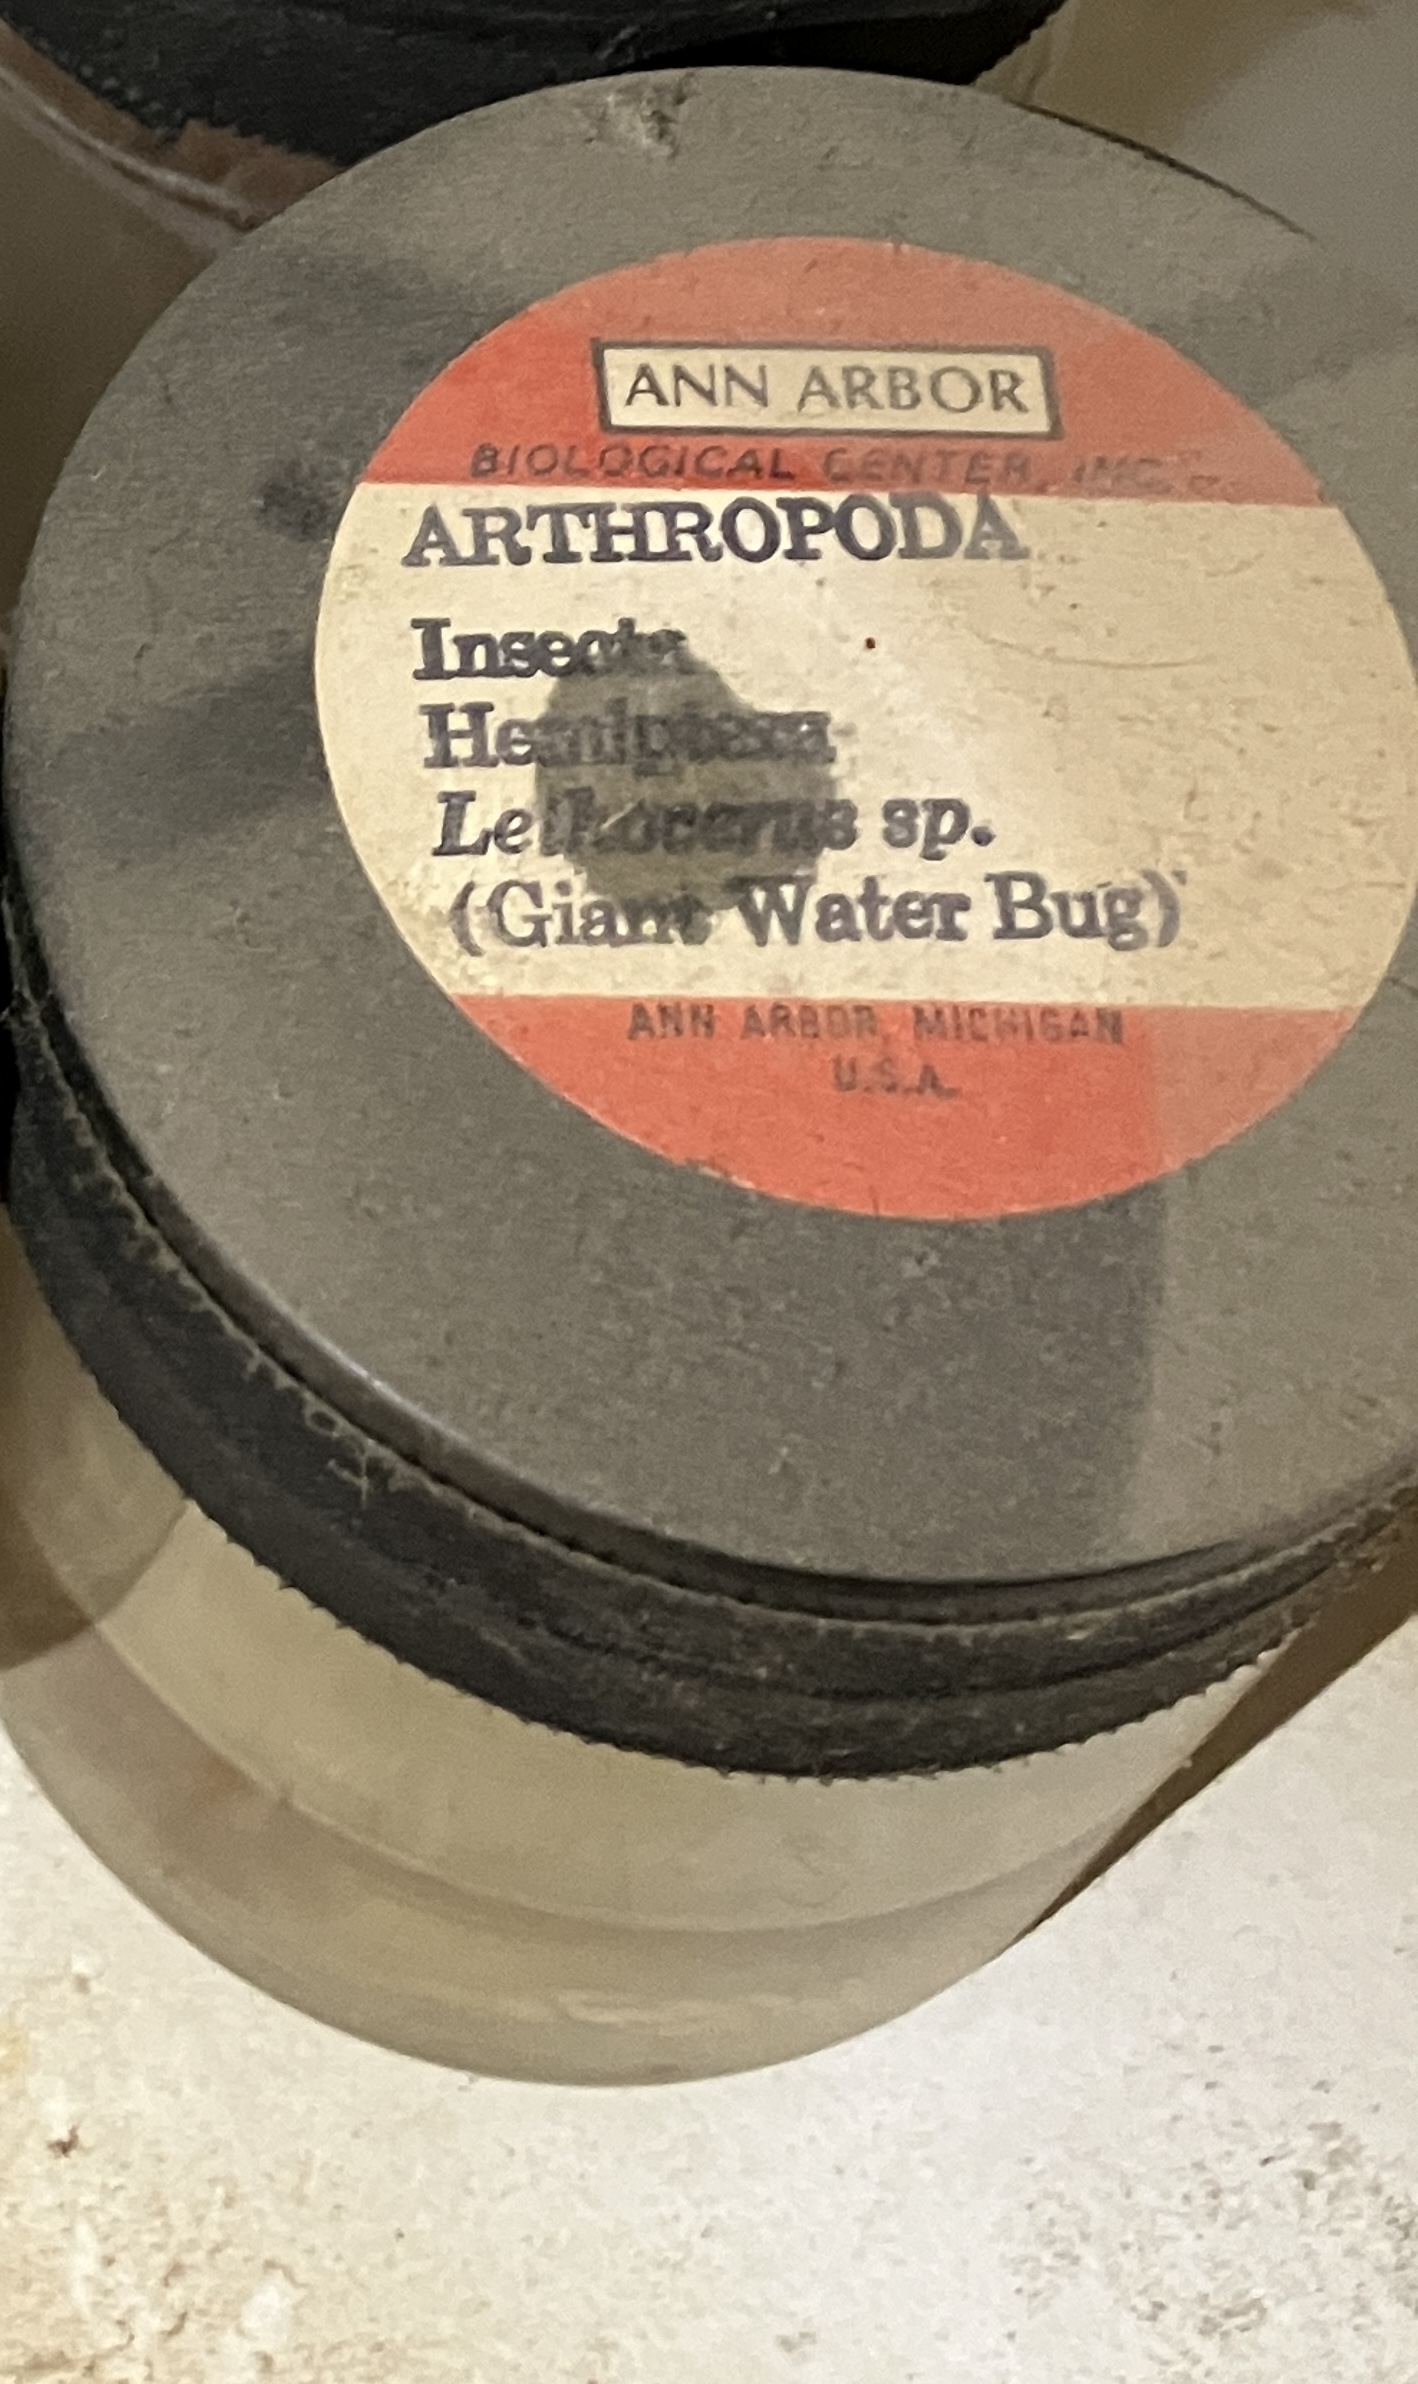 ANN ARBOR
BIOLOGICAL CENTER, INC.
ARTHROPODA
Insecta
Hemiptera
Lethocerus sp.
(Giant Water Bug)
ANN ARBOR, MICHIGAN
U.S.A.